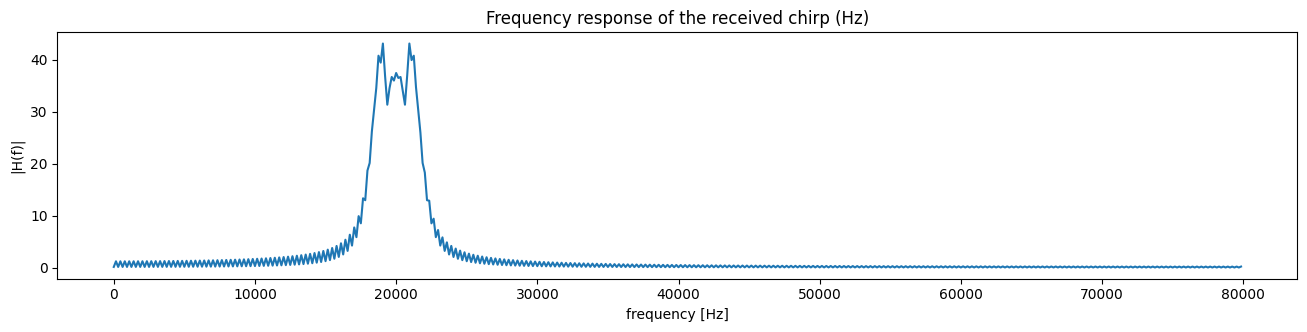 Frequency response of the received chirp (Hz)
|H(f)|
40
30
20
10
0
0 10000 20000 30000 40000 50000 60000 70000 80000
frequency [Hz]